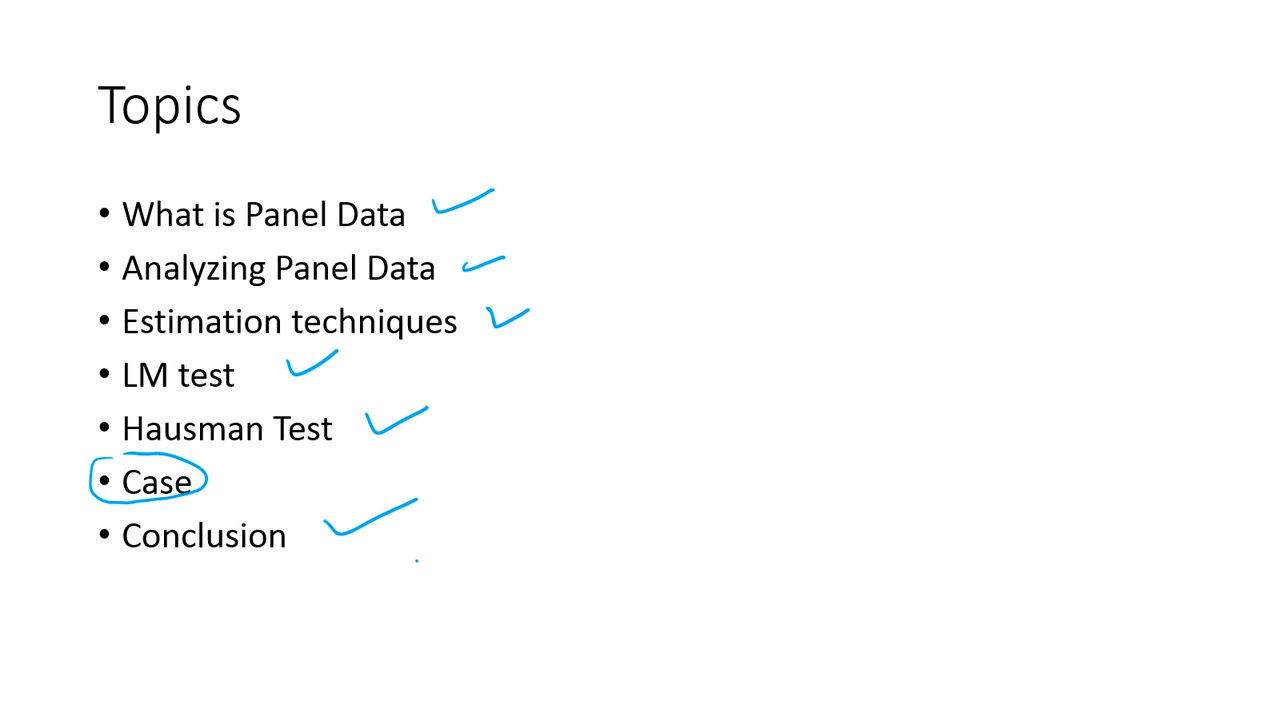 Topics
• What is Panel Data
• Analyzing Panel Data
• Estimation techniques
• LM test
• Hausman Test
• Case
• Conclusion